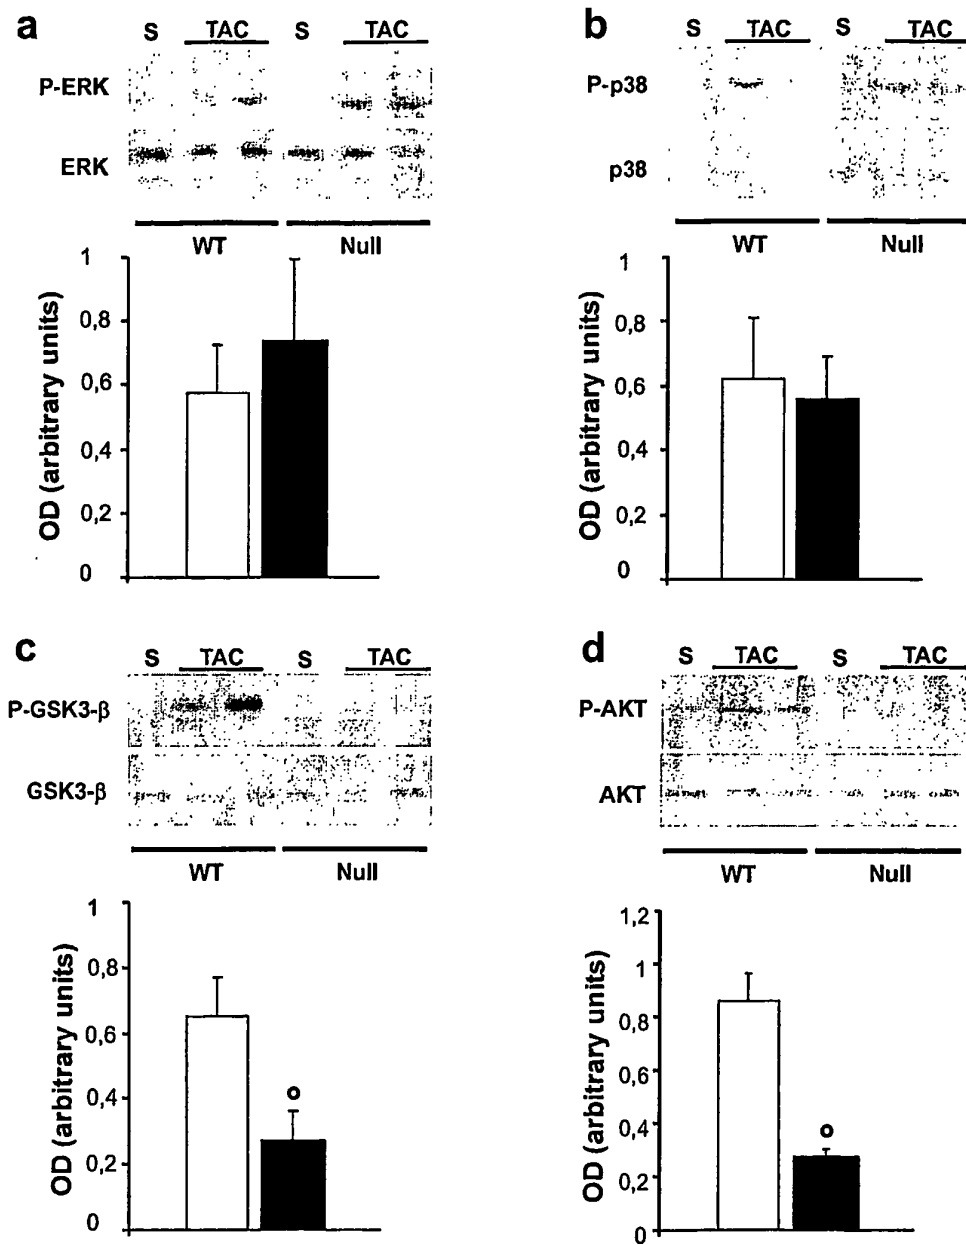 a
S TAC S TAC
P-ERK
ERK
WT Null
OD (arbitrary units)
1
0,8
0,6
0,4
0,2
0
b
S TAC S TAC
P-p38
p38
WT Null
OD (arbitrary units)
1
0,8
0,6
0,4
0,2
0
c
S TAC S TAC
P-GSK3-β
GSK3-β
WT Null
OD (arbitrary units)
1
0,8
0,6
0,4
0,2
0
d
S TAC S TAC
P-AKT
AKT
WT Null
OD (arbitrary units)
1,2
1
0,8
0,6
0,4
0,2
0